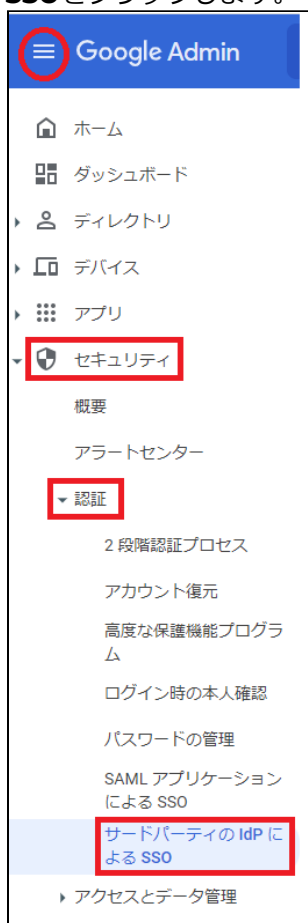 SSOをクリックします。
Google Admin
ホーム
ダッシュボード
ディレクトリ
デバイス
アプリ
セキュリティ
概要
アラートセンター
認証
2 段階認証プロセス
アカウント復元
高度な保護機能プログラ
ム
ログイン時の本人確認
パスワードの管理
SAML アプリケーション
による SSO
サードパーティの IdP に
よる SSO
アクセスとデータ管理